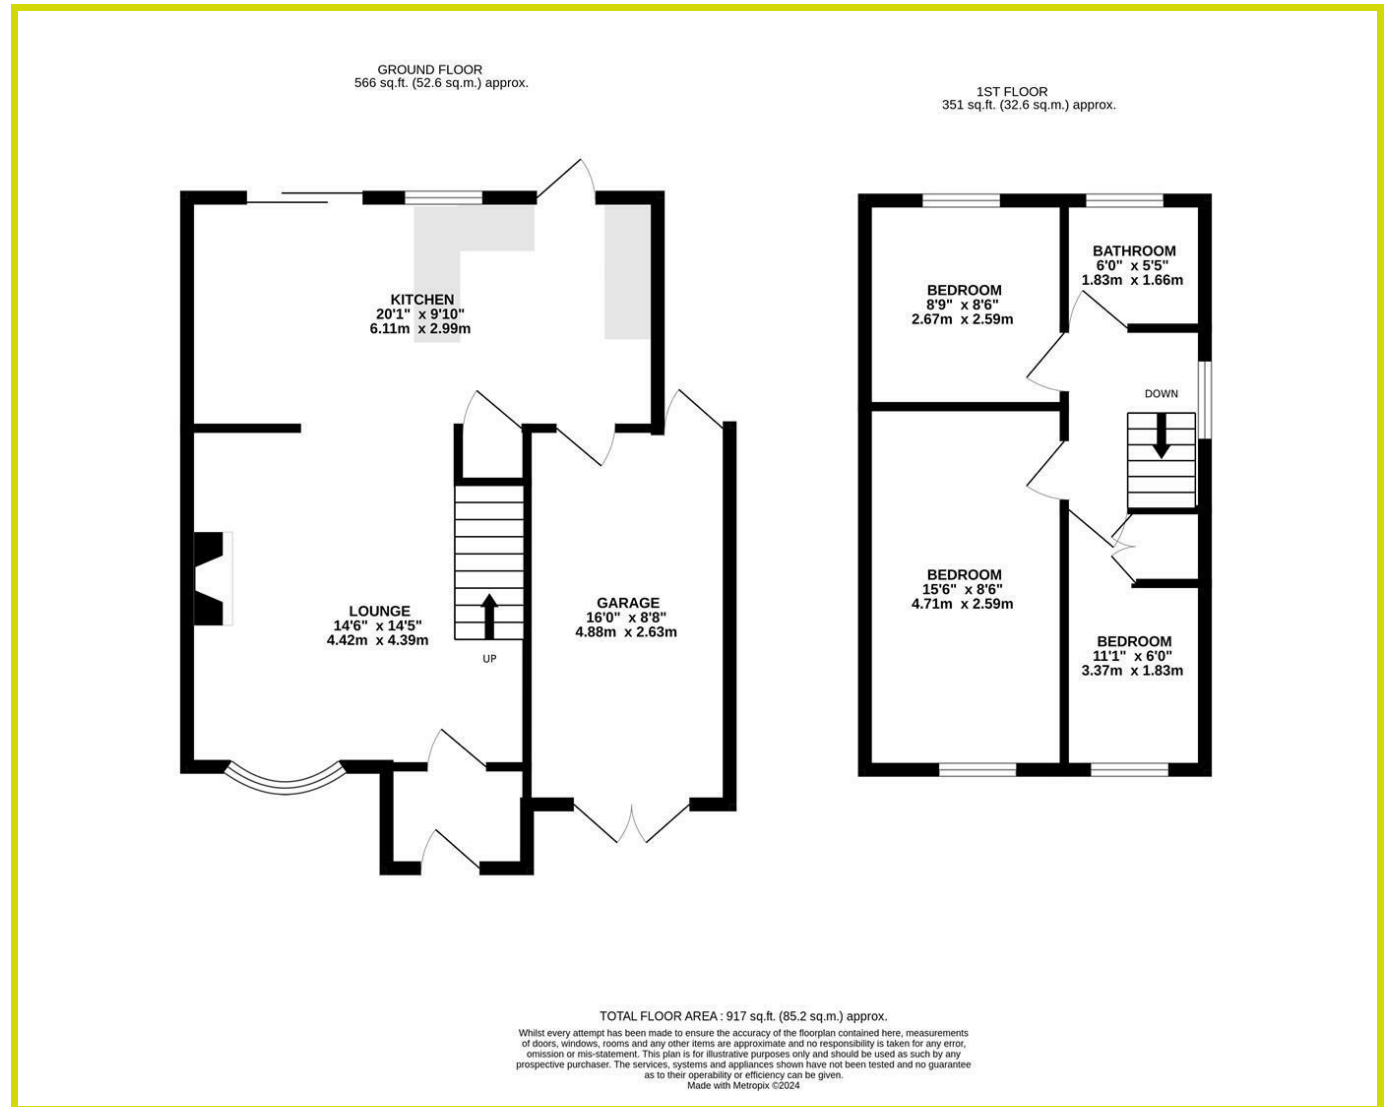 GROUND FLOOR
566 sq.ft. (52.6 sq.m.) approx.
1ST FLOOR
351 sq.ft. (32.6 sq.m.) approx.
KITCHEN
20'1" x 9'10"
6.11m x 2.99m
LOUNGE
14'6" x 14'5"
4.42m x 4.39m
UP
GARAGE
16'0" x 8'8"
4.88m x 2.63m
BEDROOM
8'9" x 8'6"
2.67m x 2.59m
BATHROOM
6'0" x 5'5"
1.83m x 1.66m
DOWN
BEDROOM
15'6" x 8'6"
4.71m x 2.59m
BEDROOM
11'1" x 6'0"
3.37m x 1.83m
TOTAL FLOOR AREA : 917 sq.ft. (85.2 sq.m.) approx.
Whilst every attempt has been made to ensure the accuracy of the floorplan contained here, measurements
of doors, windows, rooms and any other items are approximate and no responsibility is taken for any error,
omission or mis-statement. This plan is for illustrative purposes only and should be used as such by any
prospective purchaser. The services, systems and appliances shown have not been tested and no guarantee
as to their operability or efficiency can be given.
Made with Metropix ©2024